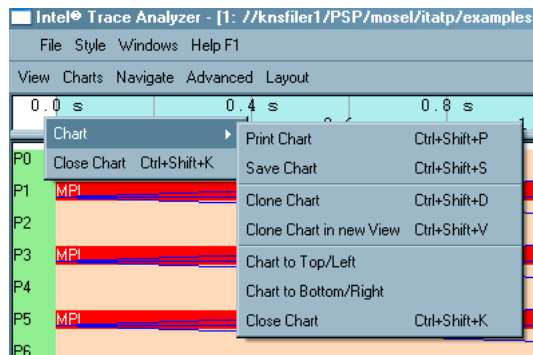 Intel® Trace Analyzer - [1: //knsfiler1/PSP/mosel/itatp/examples
File Style Windows Help F1
View Charts Navigate Advanced Layout
0.0 s 0.4 s 0.8 s
Chart
Close Chart Ctrl+Shift+K
Print Chart Ctrl+Shift+P
Save Chart Ctrl+Shift+S
Clone Chart Ctrl+Shift+D
Clone Chart in new View Ctrl+Shift+V
Chart to Top/Left
Chart to Bottom/Right
Close Chart Ctrl+Shift+K
P0
P1 MPI
P2
P3 MPI
P4
P5 MPI
P6